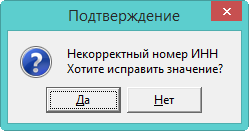 Подтверждение
Некорректный номер ИНН
Хотите исправить значение?
Да
Нет